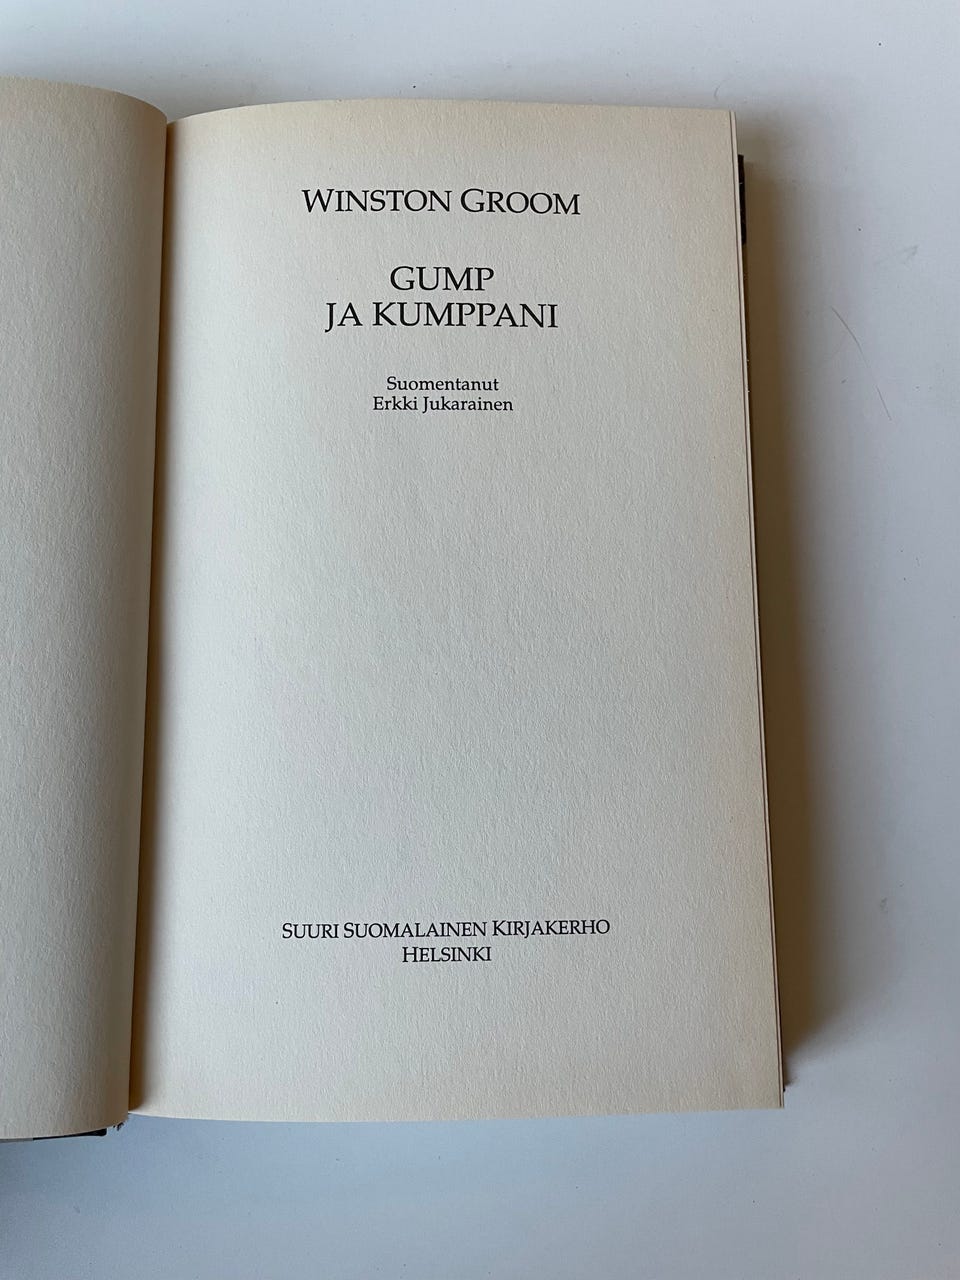 WINSTON GROOM
GUMP
JA KUMPPANI
Suomentanut
Erkki Jukarainen
SUURI SUOMALAINEN KIRJAKERHO
HELSINKI